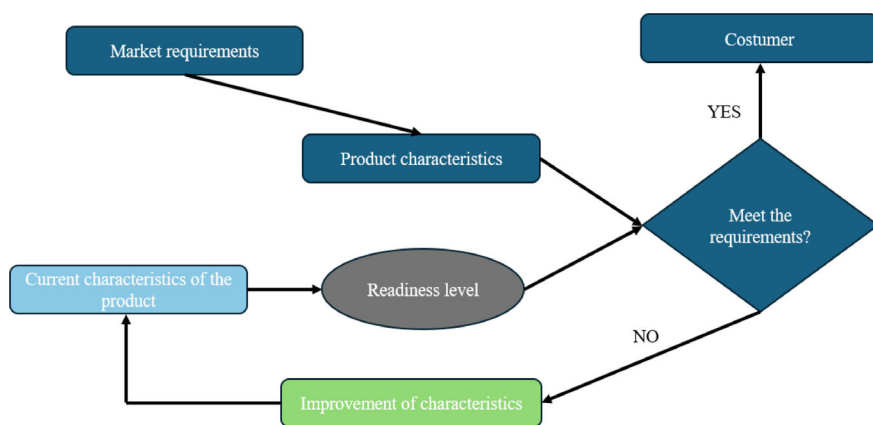 Market requirements
Costumer
YES
Product characteristics
Meet the
requirements?
Current characteristics of the
product
Readiness level
NO
Improvement of characteristics